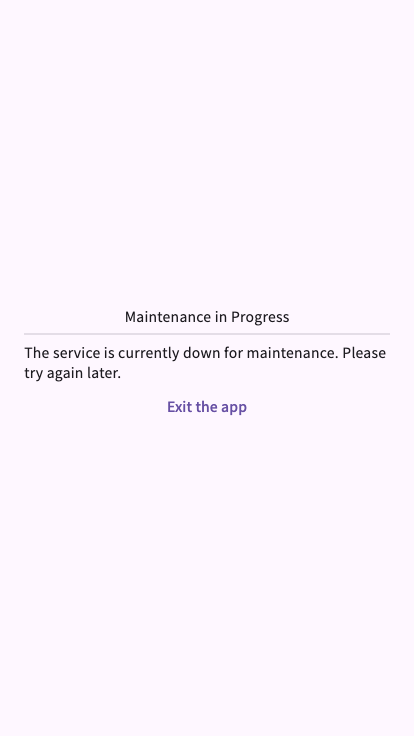 Maintenance in Progress
The service is currently down for maintenance. Please
try again later.
Exit the app